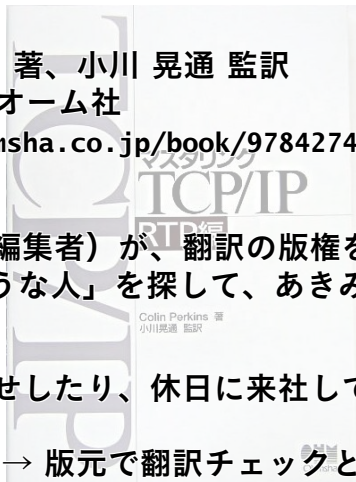 著、小川 晃通 監訳
オーム社
msha.co.jp/book/9784274
マスタリング
TCP/IP
RTP編
TCP/IP
編集者）が、翻訳の版権を
うな人」を探して、あきみ
Colin Perkins 著
小川晃通 監訳
せしたり、休日に来社して
→ 版元で翻訳チェックと
Ohmsha